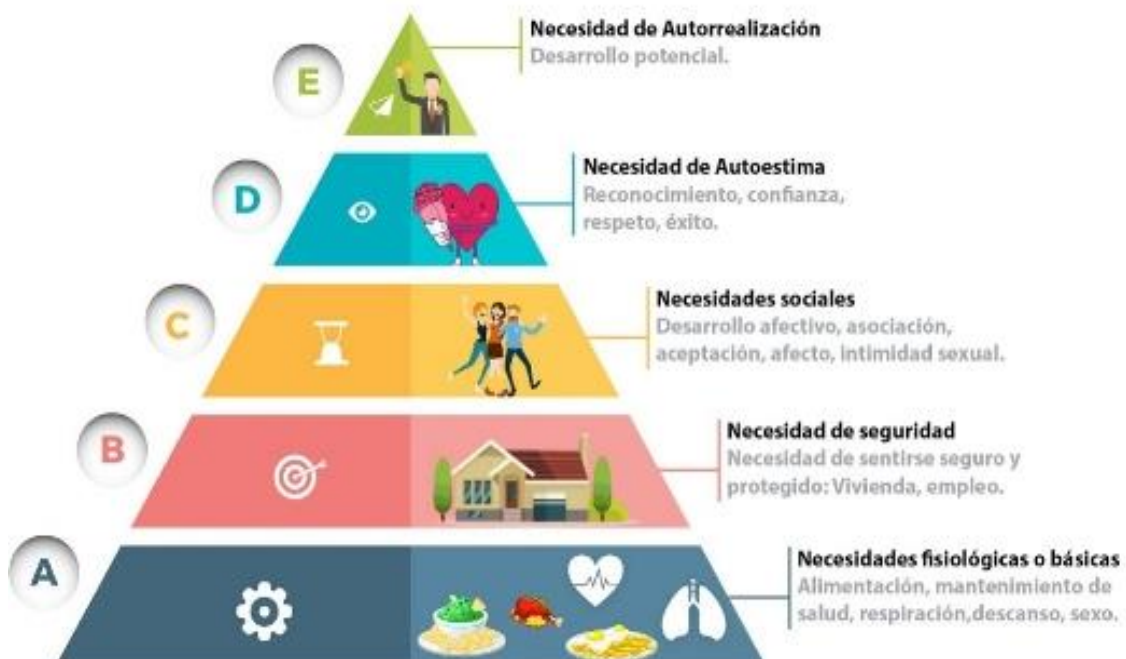 E
Necesidad de Autorrealización
Desarrollo potencial.
D
Necesidad de Autoestima
Reconocimiento, confianza,
respeto, éxito.
C
Necesidades sociales
Desarrollo afectivo, asociación,
aceptación, afecto, intimidad sexual.
B
Necesidad de seguridad
Necesidad de sentirse seguro y
protegido: Vivienda, empleo.
A
Necesidades fisiológicas o básicas
Alimentación, mantenimiento de
salud, respiración,descanso, sexo.